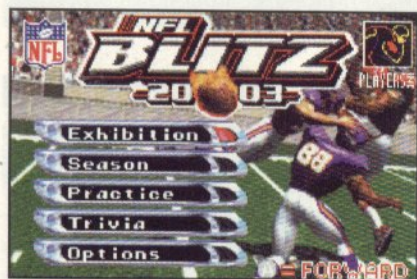 NFL
BLITZ
20 03
NFL
PLAYERS
Exhibition
Season
88
Practice
Trivia
Options
A = FORWARD